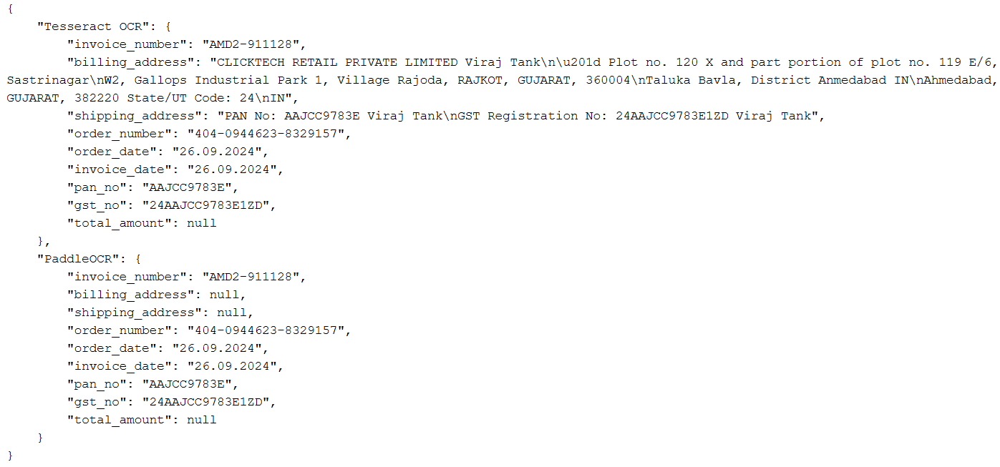 {
    "Tesseract OCR": {
        "invoice_number": "AMD2-911128",
        "billing_address": "CLICKTECH RETAIL PRIVATE LIMITED Viraj Tank\n\u201d Plot no. 120 X and part portion of plot no. 119 E/6,
Sastrinagar\nW2, Gallops Industrial Park 1, Village Rajoda, RAJKOT, GUJARAT, 360004\nTaluka Bavla, District Anmedabad IN\nAhmedabad,
GUJARAT, 382220 State/UT Code: 24\nIN",
        "shipping_address": "PAN No: AAJCC9783E Viraj Tank\nGST Registration No: 24AAJCC9783E1ZD Viraj Tank",
        "order_number": "404-0944623-8329157",
        "order_date": "26.09.2024",
        "invoice_date": "26.09.2024",
        "pan_no": "AAJCC9783E",
        "gst_no": "24AAJCC9783E1ZD",
        "total_amount": null
    },
    "PaddleOCR": {
        "invoice_number": "AMD2-911128",
        "billing_address": null,
        "shipping_address": null,
        "order_number": "404-0944623-8329157",
        "order_date": "26.09.2024",
        "invoice_date": "26.09.2024",
        "pan_no": "AAJCC9783E",
        "gst_no": "24AAJCC9783E1ZD",
        "total_amount": null
    }
}